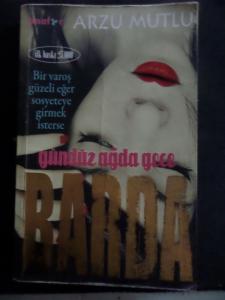 ARZU MUTLU
Bir varoş
güzeli eğer
sosyeteye
girmek
isterse
gündüz ağda gece
BARDA